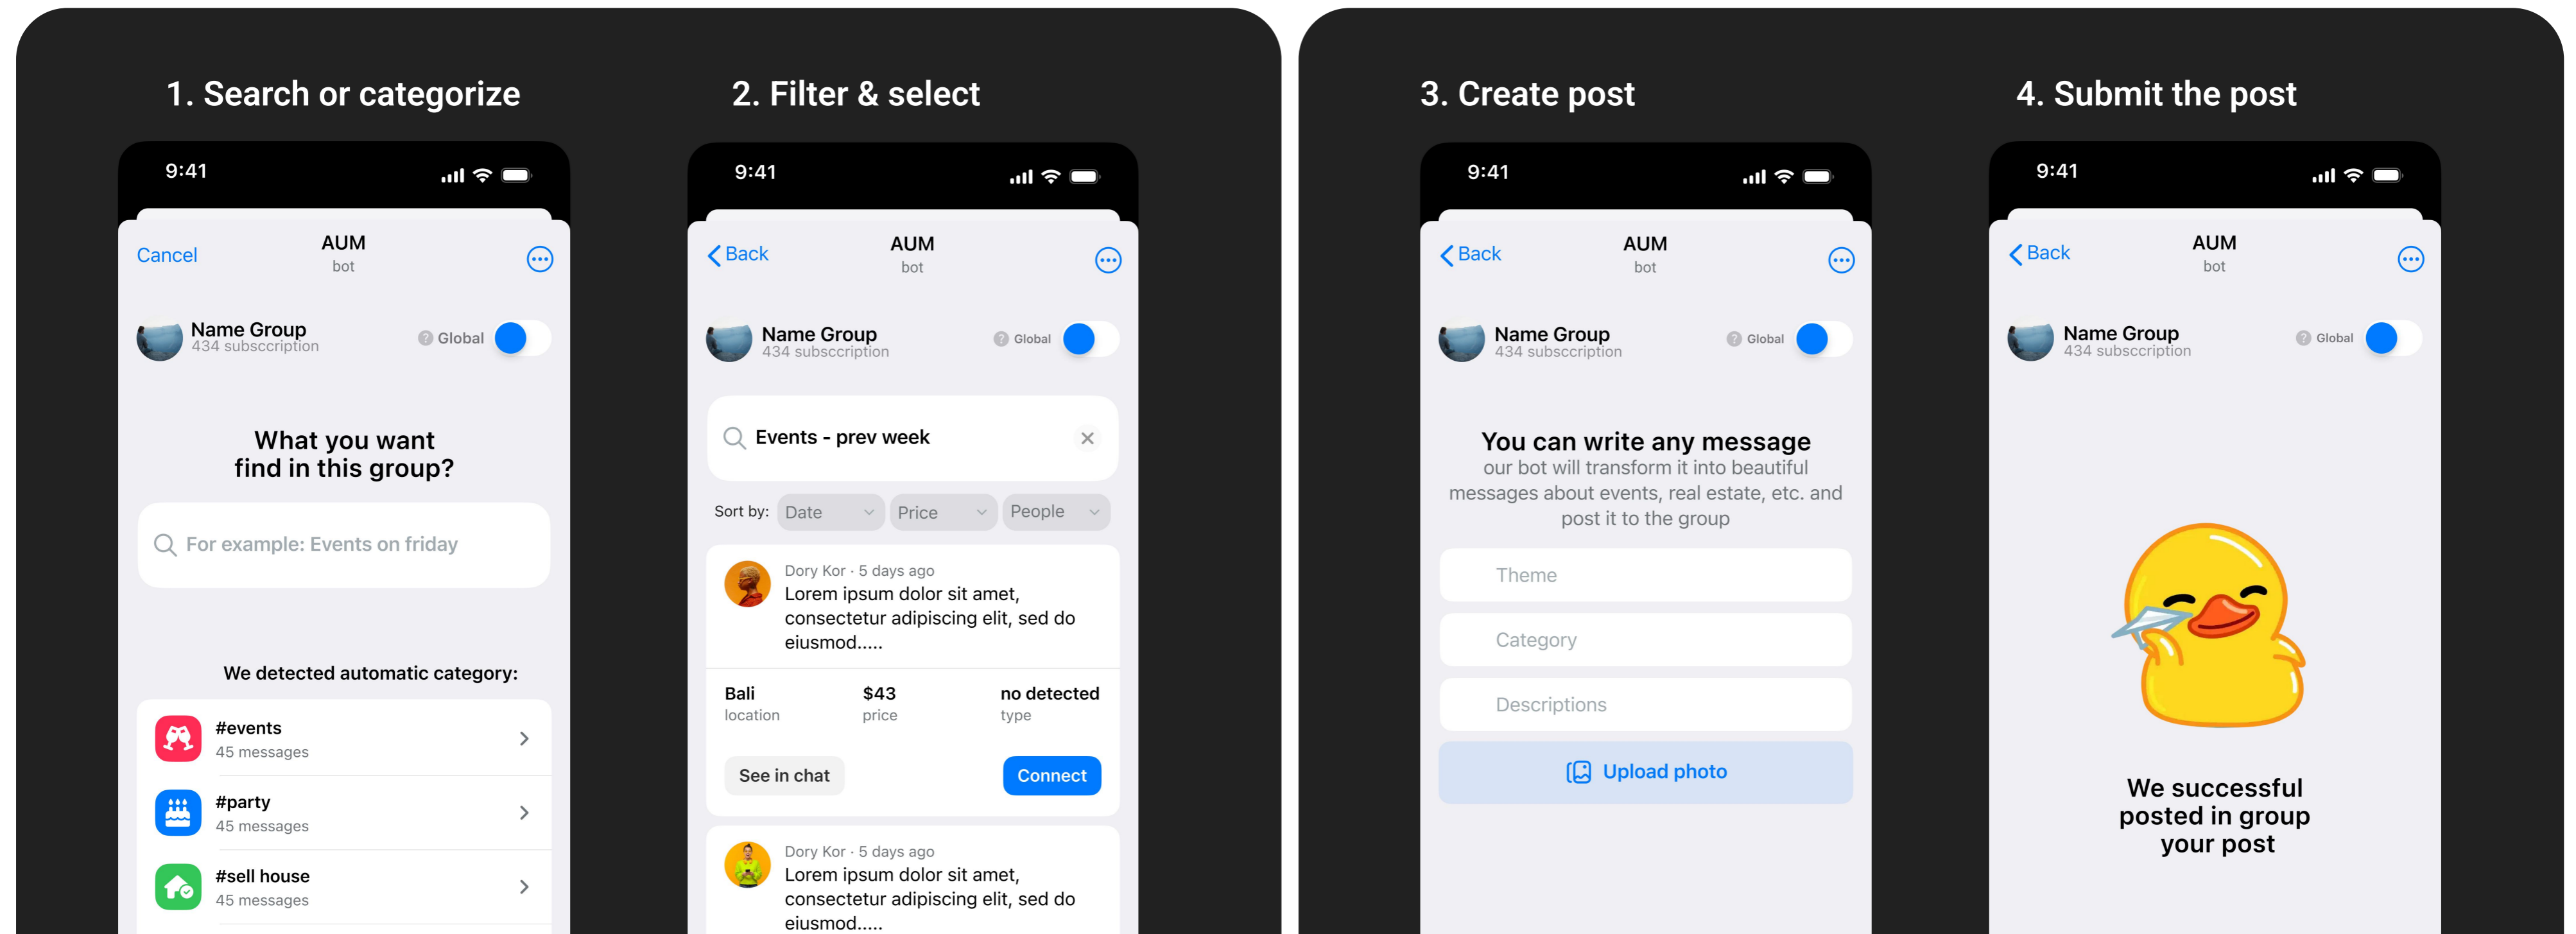 1. Search or categorize
9:41
Cancel
AUM
bot
Name Group
434 subsccription
? Global
What you want
find in this group?
For example: Events on friday
We detected automatic category:
#events
45 messages
#party
45 messages
#sell house
45 messages
2. Filter & select
9:41
Back
AUM
bot
Name Group
434 subsccription
? Global
Events - prev week
Sort by: Date Price People
Dory Kor · 5 days ago
Lorem ipsum dolor sit amet,
consectetur adipiscing elit, sed do
eiusmod.....
Bali $43 no detected
location price type
See in chat Connect
Dory Kor · 5 days ago
Lorem ipsum dolor sit amet,
consectetur adipiscing elit, sed do
eiusmod.....
3. Create post
9:41
Back
AUM
bot
Name Group
434 subsccription
? Global
You can write any message
our bot will transform it into beautiful
messages about events, real estate, etc. and
post it to the group
Theme
Category
Descriptions
Upload photo
4. Submit the post
9:41
Back
AUM
bot
Name Group
434 subsccription
? Global
We successful
posted in group
your post